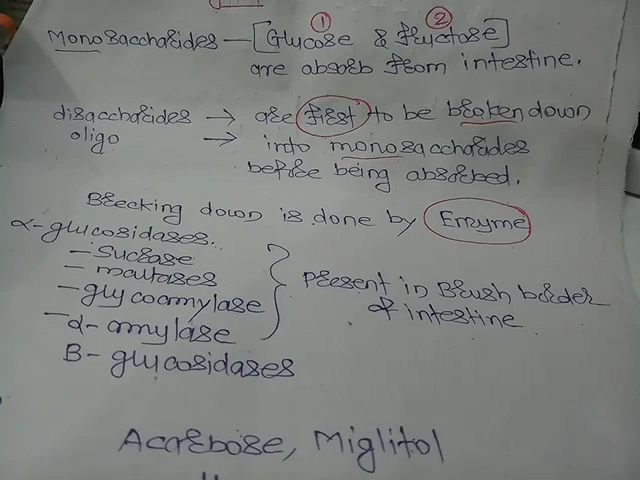 ① ②
Monosaccharides — [Glucose & fructose]
are absorb from intestine.
disaccharides → are first to be broken down
oligo → into monosaccharides
before being absorbed.
Breaking down is done by Enzyme
α-glucosidases.
- sucrase
- maltases
- glycoamylase
- α-amylase
} present in Brush border
of intestine
B-glucosidases
Acarbose, Miglitol